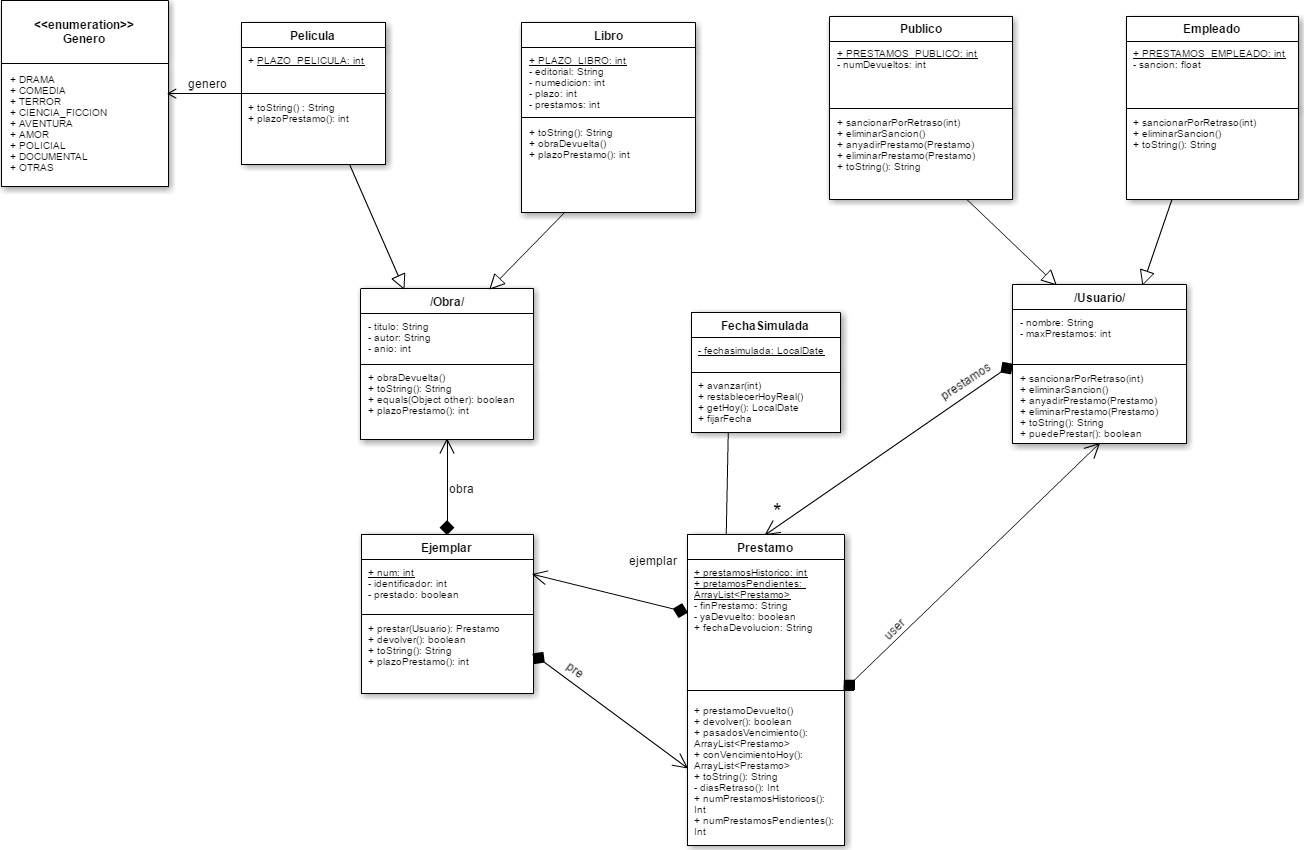 <<enumeration>>
Genero
+ DRAMA
+ COMEDIA
+ TERROR
+ CIENCIA_FICCION
+ AVENTURA
+ AMOR
+ POLICIAL
+ DOCUMENTAL
+ OTRAS
genero
Pelicula
+ PLAZO_PELICULA: int
+ toString() : String
+ plazoPrestamo(): int
Libro
+ PLAZO_LIBRO: int
- editorial: String
- numedicion: int
- plazo: int
- prestamos: int
+ toString(): String
+ obraDevuelta()
+ plazoPrestamo(): int
Publico
+ PRESTAMOS_PUBLICO: int
- numDevueltos: int
+ sancionarPorRetraso(int)
+ eliminarSancion()
+ anyadirPrestamo(Prestamo)
+ eliminarPrestamo(Prestamo)
+ toString(): String
Empleado
+ PRESTAMOS_EMPLEADO: int
- sancion: float
+ sancionarPorRetraso(int)
+ eliminarSancion()
+ toString(): String
/Obra/
- titulo: String
- autor: String
- anio: int
+ obraDevuelta()
+ toString(): String
+ equals(Object other): boolean
+ plazoPrestamo(): int
FechaSimulada
- fechasimulada: LocalDate
+ avanzar(int)
+ restablecerHoyReal()
+ getHoy(): LocalDate
+ fijarFecha
/Usuario/
- nombre: String
- maxPrestamos: int
+ sancionarPorRetraso(int)
+ eliminarSancion()
+ anyadirPrestamo(Prestamo)
+ eliminarPrestamo(Prestamo)
+ toString(): String
+ puedePrestar(): boolean
prestamos
*
obra
Ejemplar
+ num: int
- identificador: int
- prestado: boolean
+ prestar(Usuario): Prestamo
+ devolver(): boolean
+ toString(): String
+ plazoPrestamo(): int
ejemplar
pre
Prestamo
+ prestamosHistorico: int
+ pretamosPendientes:
ArrayList<Prestamo>
- finPrestamo: String
- yaDevuelto: boolean
+ fechaDevolucion: String
+ prestamoDevuelto()
+ devolver(): boolean
+ pasadosVencimiento():
ArrayList<Prestamo>
+ conVencimientoHoy():
ArrayList<Prestamo>
+ toString(): String
- diasRetraso(): Int
+ numPrestamosHistoricos():
Int
+ numPrestamosPendientes():
Int
user